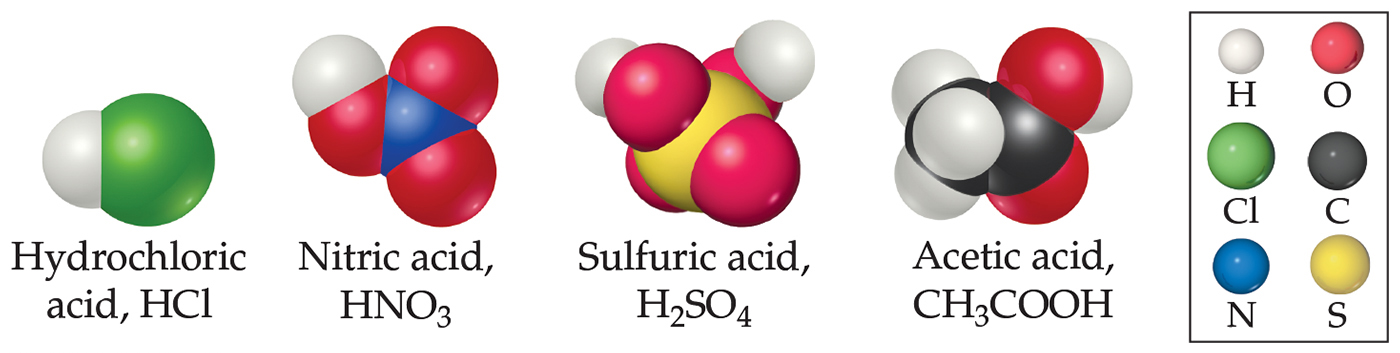 Hydrochloric
acid, HCl
Nitric acid,
HNO₃
Sulfuric acid,
H₂SO₄
Acetic acid,
CH₃COOH
H O
Cl C
N S